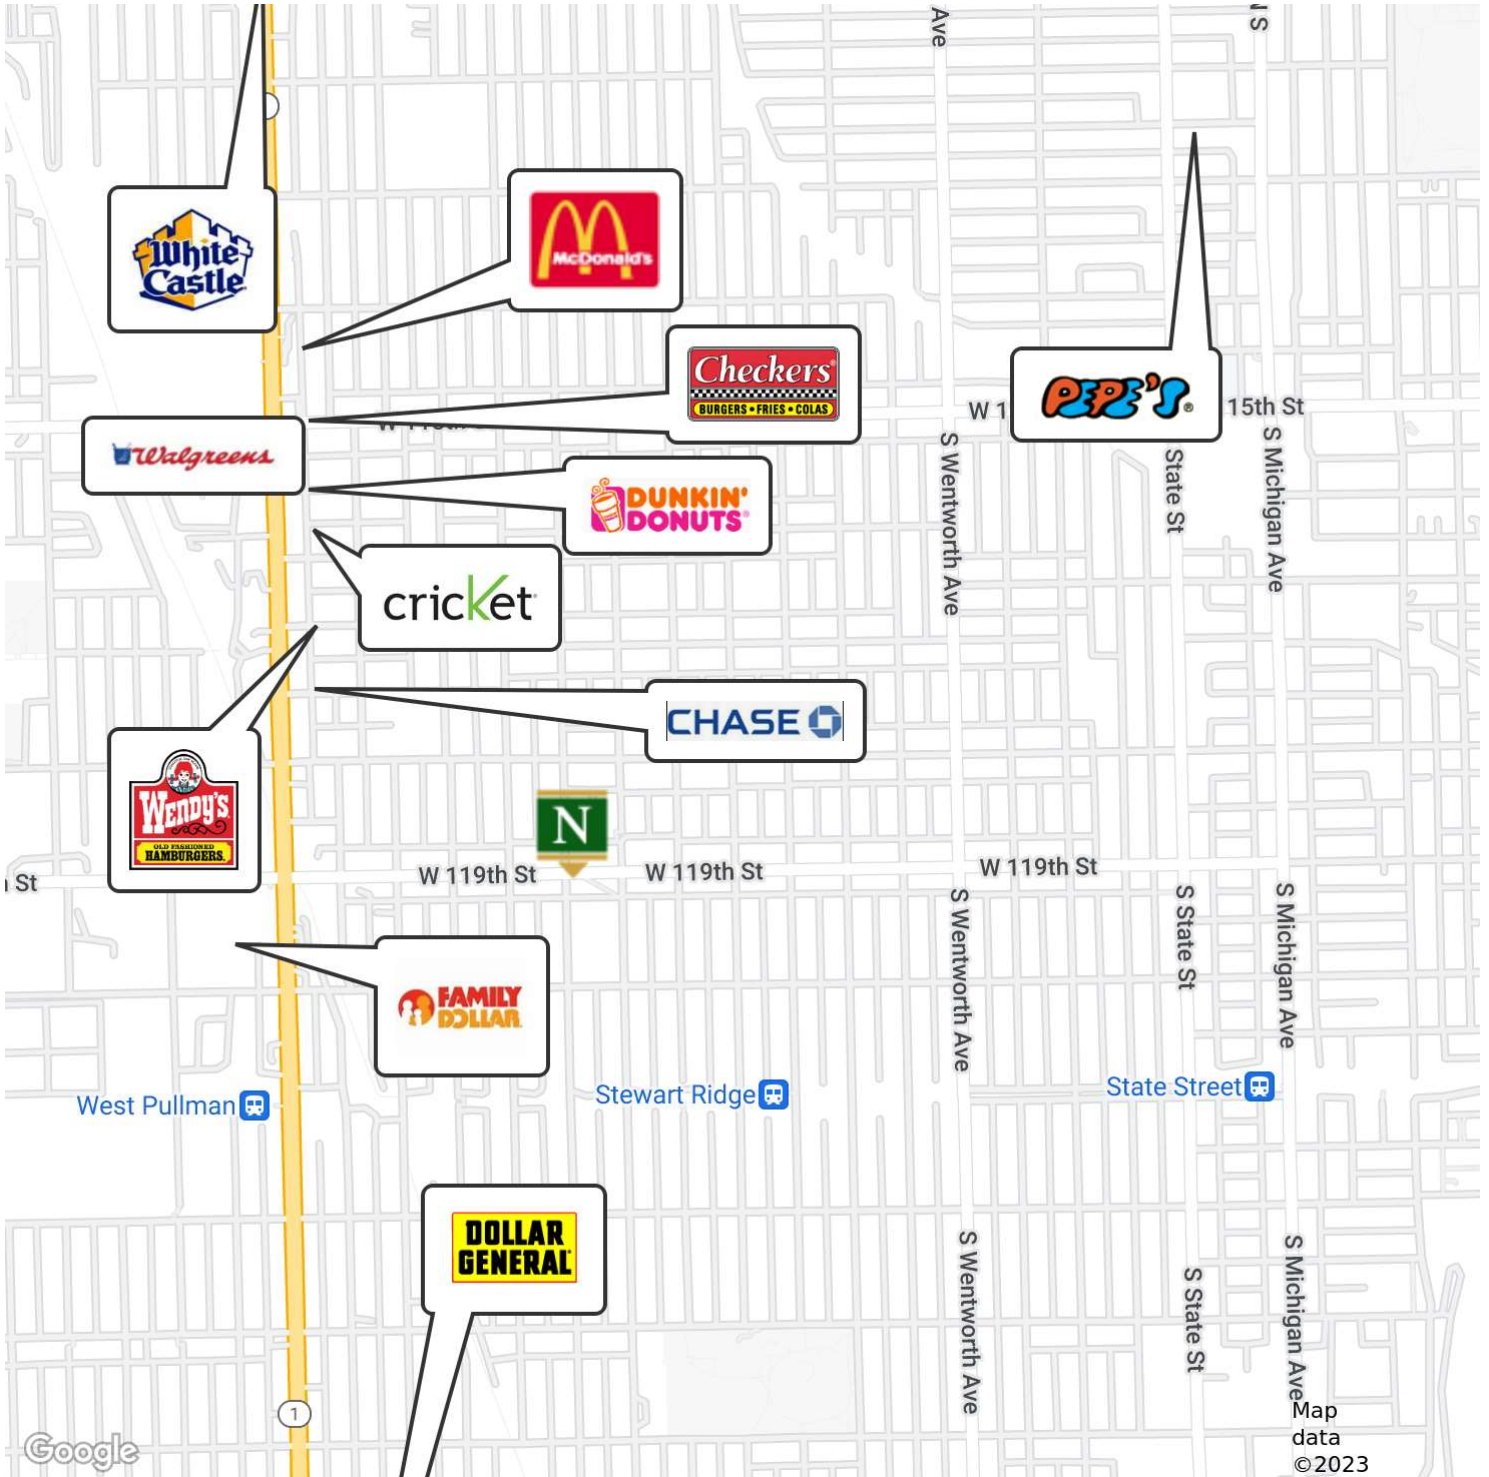 Ave
N S
White
Castle
McDonald's
Checkers
BURGERS • FRIES • COLAS
PEPE'S®
W 1
15th St
Walgreens
DUNKIN'
DONUTS®
S Wentworth Ave
State St
S Michigan Ave
cricket
CHASE
WENDY'S
OLD FASHIONED
HAMBURGERS.
N
W 119th St
W 119th St
W 119th St
St
S Wentworth Ave
S State St
S Michigan Ave
FAMILY
DOLLAR
West Pullman
Stewart Ridge
State Street
DOLLAR
GENERAL
S Wentworth Ave
S State St
S Michigan Ave
1
Google
Map
data
©2023